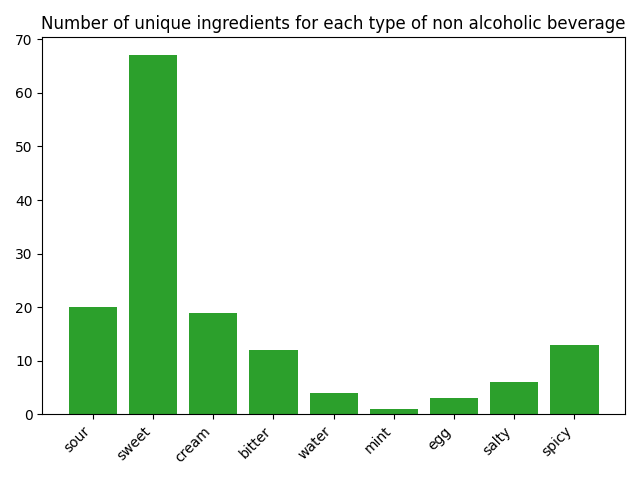 Number of unique ingredients for each type of non alcoholic beverage
70
60
50
40
30
20
10
0
sour
sweet
cream
bitter
water
mint
egg
salty
spicy